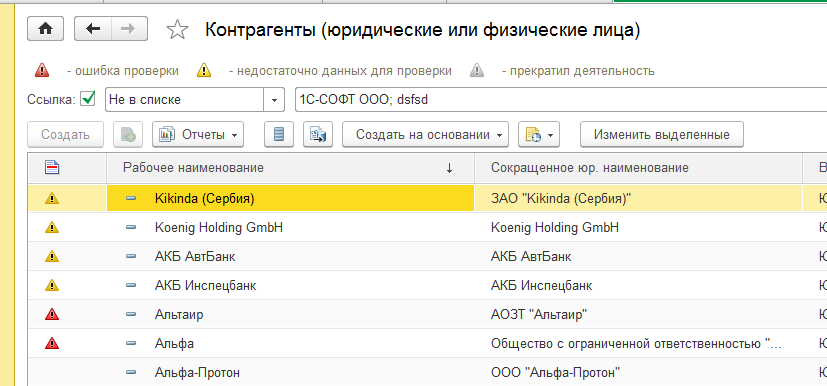 Контрагенты (юридические или физические лица)
- ошибка проверки - недостаточно данных для проверки - прекратил деятельность
Ссылка: Не в списке 1С-СОФТ ООО; dsfsd
Создать Отчеты Создать на основании Изменить выделенные
Рабочее наименование ↓ Сокращенное юр. наименование
Kikinda (Сербия) ЗАО "Kikinda (Сербия)"
Koenig Holding GmbH Koenig Holding GmbH
АКБ АвтБанк АКБ АвтБанк
АКБ Инспецбанк АКБ Инспецбанк
Альтаир АОЗТ "Альтаир"
Альфа Общество с ограниченной ответственностью "...
Альфа-Протон ООО "Альфа-Протон"